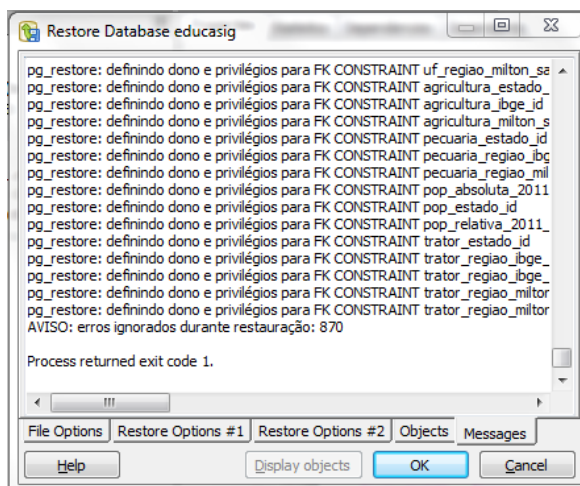 Restore Database educasig
pg_restore: definindo dono e privilégios para FK CONSTRAINT uf_regiao_milton_sa
pg_restore: definindo dono e privilégios para FK CONSTRAINT agricultura_estado_
pg_restore: definindo dono e privilégios para FK CONSTRAINT agricultura_ibge_id
pg_restore: definindo dono e privilégios para FK CONSTRAINT agricultura_milton_s
pg_restore: definindo dono e privilégios para FK CONSTRAINT pecuaria_estado_id
pg_restore: definindo dono e privilégios para FK CONSTRAINT pecuaria_regiao_ibg
pg_restore: definindo dono e privilégios para FK CONSTRAINT pecuaria_regiao_mil
pg_restore: definindo dono e privilégios para FK CONSTRAINT pop_absoluta_2011
pg_restore: definindo dono e privilégios para FK CONSTRAINT pop_estado_id
pg_restore: definindo dono e privilégios para FK CONSTRAINT pop_relativa_2011_
pg_restore: definindo dono e privilégios para FK CONSTRAINT trator_estado_id
pg_restore: definindo dono e privilégios para FK CONSTRAINT trator_regiao_ibge_
pg_restore: definindo dono e privilégios para FK CONSTRAINT trator_regiao_ibge_
pg_restore: definindo dono e privilégios para FK CONSTRAINT trator_regiao_milton
pg_restore: definindo dono e privilégios para FK CONSTRAINT trator_regiao_milton
AVISO: erros ignorados durante restauração: 870
Process returned exit code 1.
File Options Restore Options #1 Restore Options #2 Objects Messages
Help Display objects OK Cancel